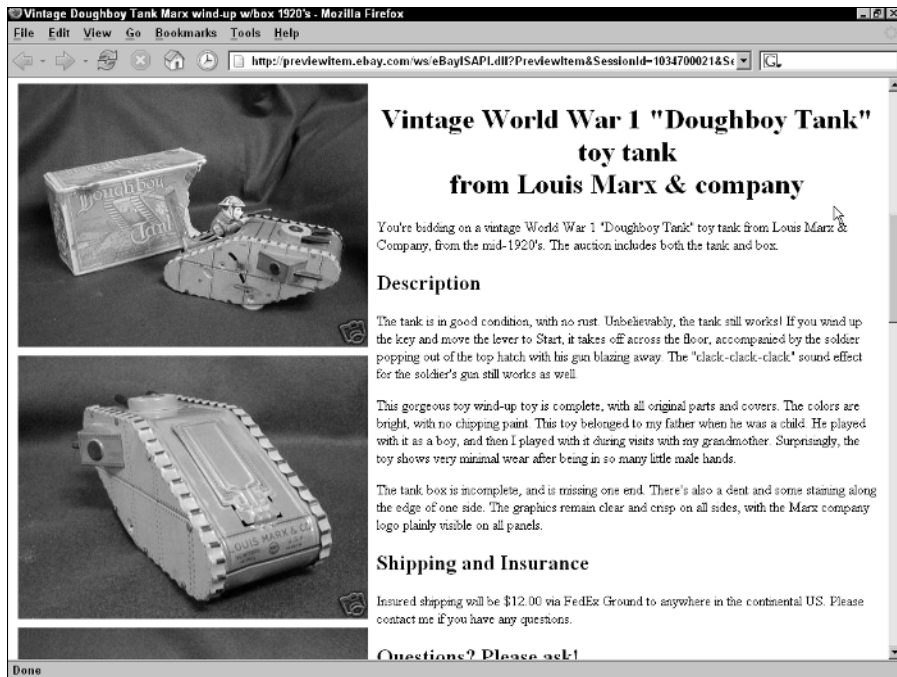 Vintage Doughboy Tank Marx wind-up w/box 1920's - Mozilla Firefox
File Edit View Go Bookmarks Tools Help
http://previewitem.ebay.com/ws/eBayISAPI.dll?PreviewItem&SessionId=1034700021&Se
G.
Doughboy
Tank
Vintage World War 1 "Doughboy Tank"
toy tank
from Louis Marx & company
You're bidding on a vintage World War 1 "Doughboy Tank" toy tank from Louis Marx &
Company, from the mid-1920's. The auction includes both the tank and box.
Description
The tank is in good condition, with no rust. Unbelievably, the tank still works! If you wind up
the key and move the lever to Start, it takes off across the floor, accompanied by the soldier
popping out of the top hatch with his gun blazing away. The "clack-clack-clack" sound effect
for the soldier's gun still works as well.
This gorgeous toy wind-up toy is complete, with all original parts and covers. The colors are
bright, with no chipping paint. This toy belonged to my father when he was a child. He played
with it as a boy, and then I played with it during visits with my grandmother. Surprisingly, the
toy shows very minimal wear after being in so many little male hands.
The tank box is incomplete, and is missing one end. There's also a dent and some staining along
the edge of one side. The graphics remain clear and crisp on all sides, with the Marx company
logo plainly visible on all panels.
LOUIS MARX & CO
Shipping and Insurance
Insured shipping will be $12.00 via FedEx Ground to anywhere in the continental US. Please
contact me if you have any questions.
Questions? Please ask!
Done